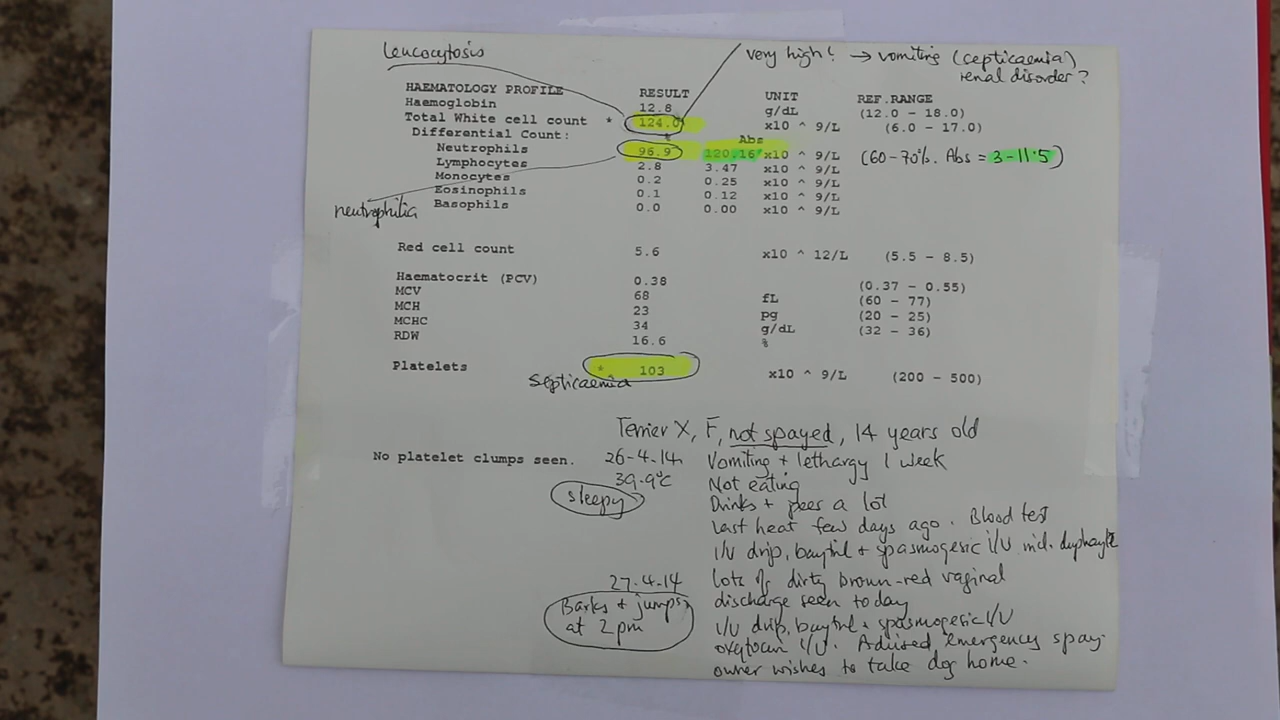 Leucocytosis
very high! → vomiting (septicaemia)
renal disorder?
HAEMATOLOGY PROFILE RESULT UNIT REF.RANGE
Haemoglobin 12.8 g/dL (12.0 - 18.0)
Total White cell count * 124.0 x10 ^ 9/L (6.0 - 17.0)
Differential Count: % Abs
Neutrophils 96.9 120.16 x10 ^ 9/L (60-70%. Abs = 3-11.5)
Lymphocytes 2.8 3.47 x10 ^ 9/L
Monocytes 0.2 0.25 x10 ^ 9/L
Eosinophils 0.1 0.12 x10 ^ 9/L
Basophils 0.0 0.00 x10 ^ 9/L
neutrophilia
Red cell count 5.6 x10 ^ 12/L (5.5 - 8.5)
Haematocrit (PCV) 0.38 (0.37 - 0.55)
MCV 68 fL (60 - 77)
MCH 23 pg (20 - 25)
MCHC 34 g/dL (32 - 36)
RDW 16.6 %
Platelets * 103 x10 ^ 9/L (200 - 500)
Septicaemia
Terrier X, F, not spayed, 14 years old
No platelet clumps seen. 26-4-14 Vomiting + lethargy 1 week
39.9°C Not eating
sleepy Drinks + pees a lot
Last heat few days ago. Blood test
I/V drip, baytril + spasmogesic I/V incl. duphalyte
27.4.14 Lots of dirty brown-red vaginal
Barks + jumps discharge seen today
at 2pm I/V drip, baytril + spasmogesic I/V
oxytocin I/V. Advised emergency spay.
owner wishes to take dog home.